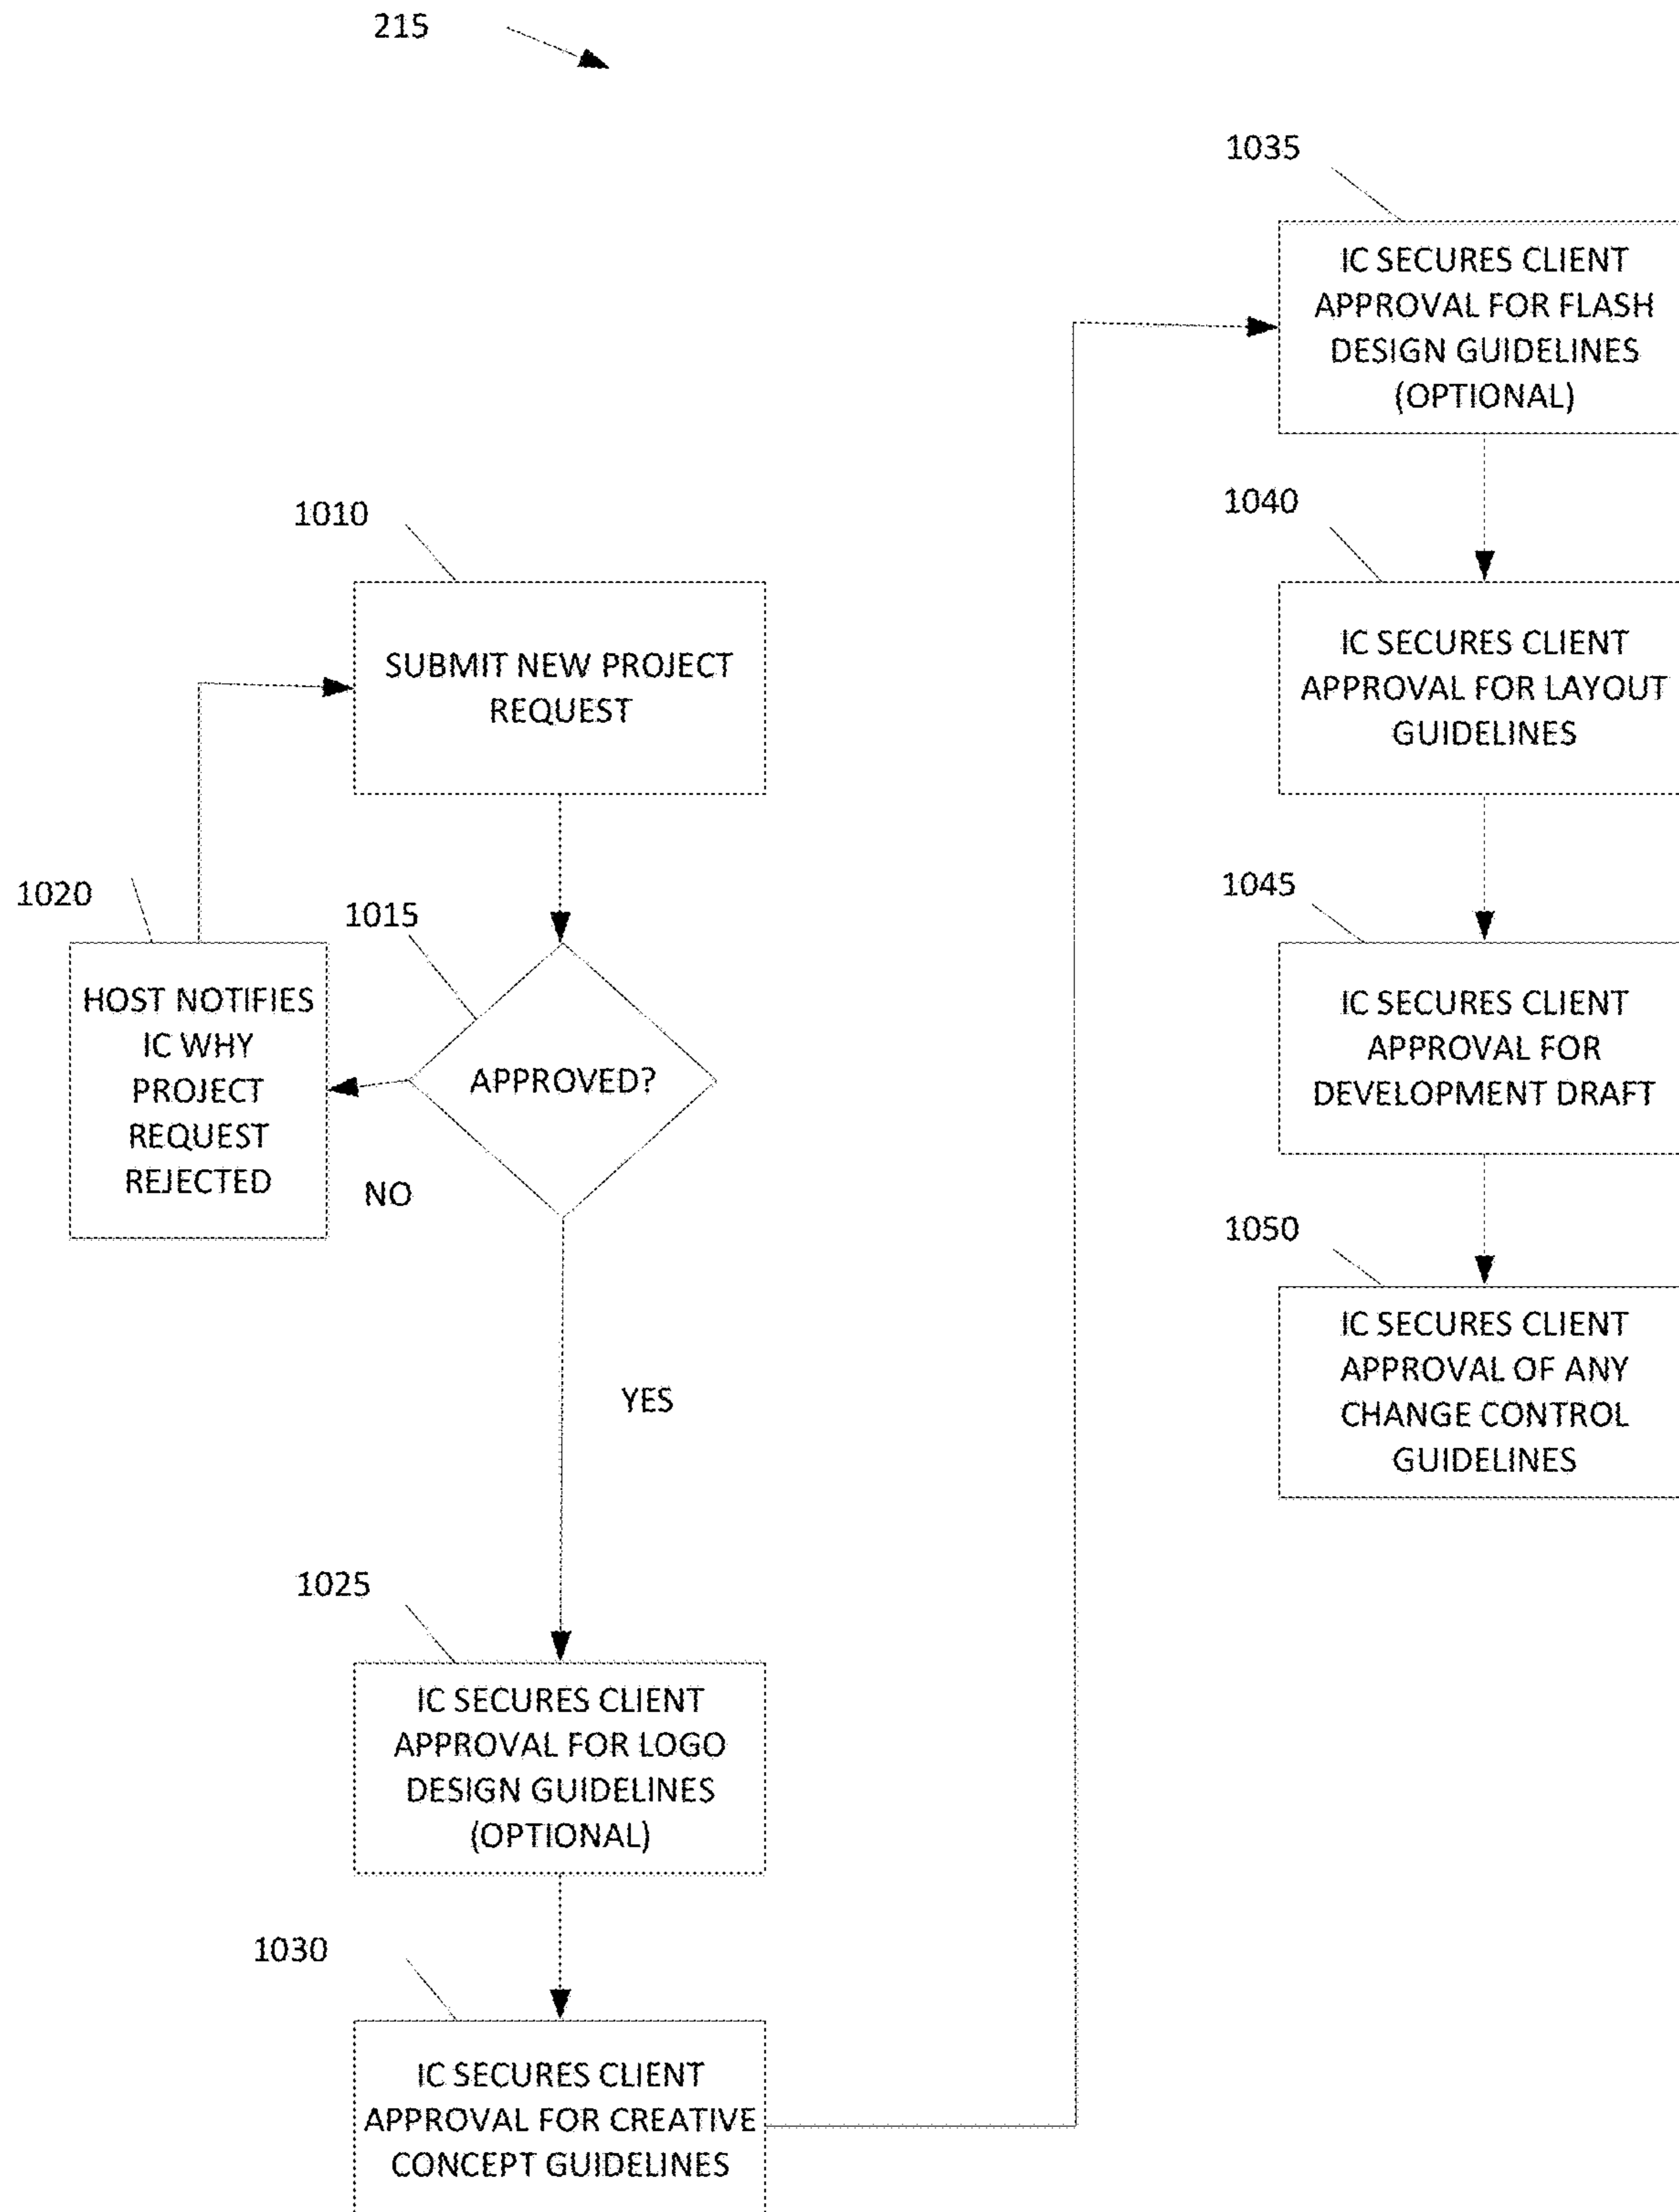 215
1010
SUBMIT NEW PROJECT
REQUEST
1020
HOST NOTIFIES
IC WHY
PROJECT
REQUEST
REJECTED
1015
APPROVED?
NO
YES
1025
IC SECURES CLIENT
APPROVAL FOR LOGO
DESIGN GUIDELINES
(OPTIONAL)
1030
IC SECURES CLIENT
APPROVAL FOR CREATIVE
CONCEPT GUIDELINES
1035
IC SECURES CLIENT
APPROVAL FOR FLASH
DESIGN GUIDELINES
(OPTIONAL)
1040
IC SECURES CLIENT
APPROVAL FOR LAYOUT
GUIDELINES
1045
IC SECURES CLIENT
APPROVAL FOR
DEVELOPMENT DRAFT
1050
IC SECURES CLIENT
APPROVAL OF ANY
CHANGE CONTROL
GUIDELINES